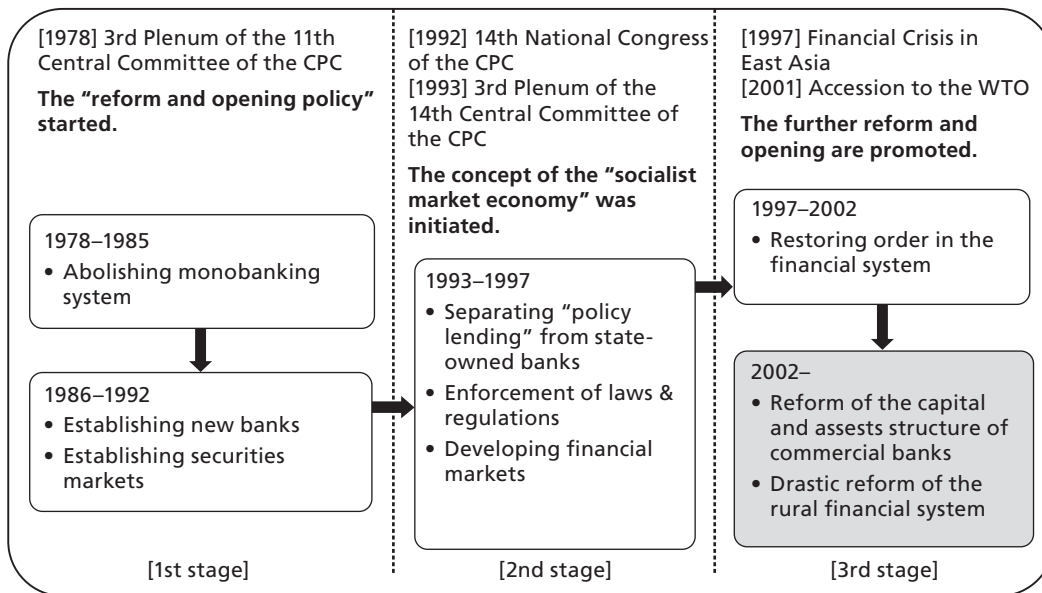 [1978] 3rd Plenum of the 11th
Central Committee of the CPC
The “reform and opening policy”
started.
1978–1985
• Abolishing monobanking
system
1986–1992
• Establishing new banks
• Establishing securities
markets
[1st stage]
[1992] 14th National Congress
of the CPC
[1993] 3rd Plenum of the
14th Central Committee of
the CPC
The concept of the “socialist
market economy” was
initiated.
1993–1997
• Separating “policy
lending” from state-
owned banks
• Enforcement of laws &
regulations
• Developing financial
markets
[2nd stage]
[1997] Financial Crisis in
East Asia
[2001] Accession to the WTO
The further reform and
opening are promoted.
1997–2002
• Restoring order in the
financial system
2002–
• Reform of the capital
and assests structure of
commercial banks
• Drastic reform of the
rural financial system
[3rd stage]